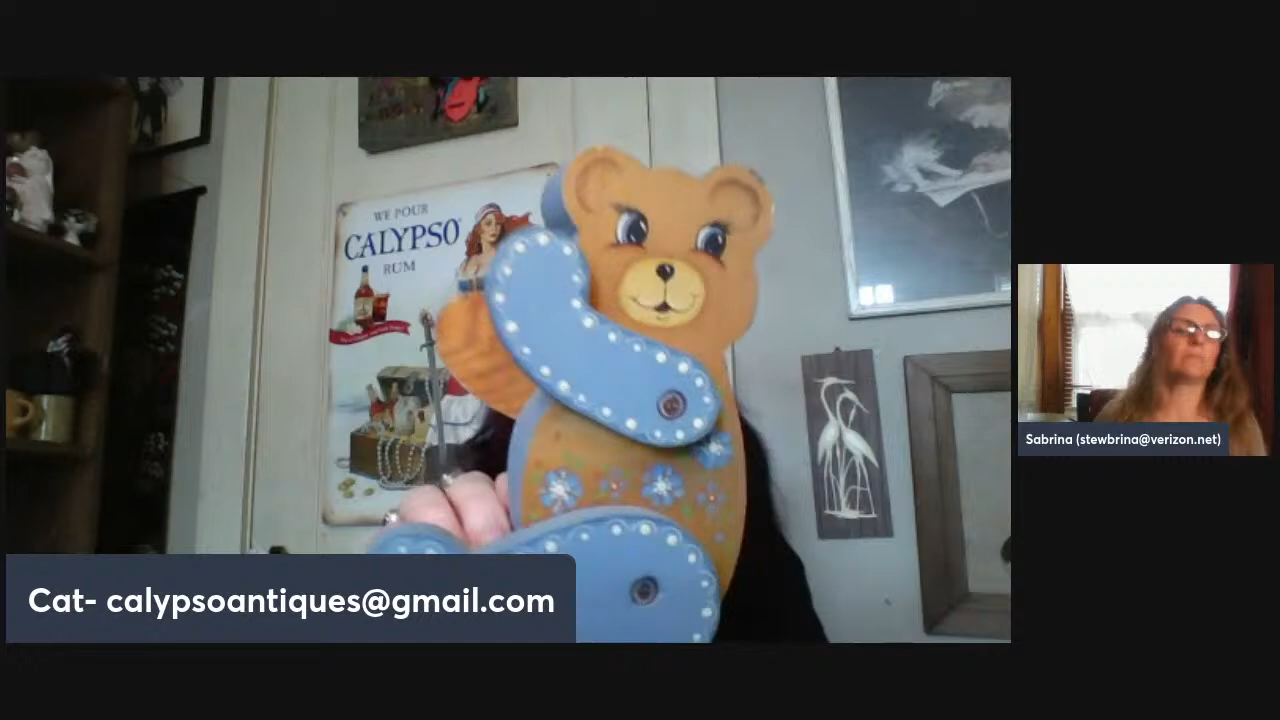 WE POUR
CALYPSO
RUM
Cat- calypsoantiques@gmail.com
Sabrina (stewbrina@verizon.net)